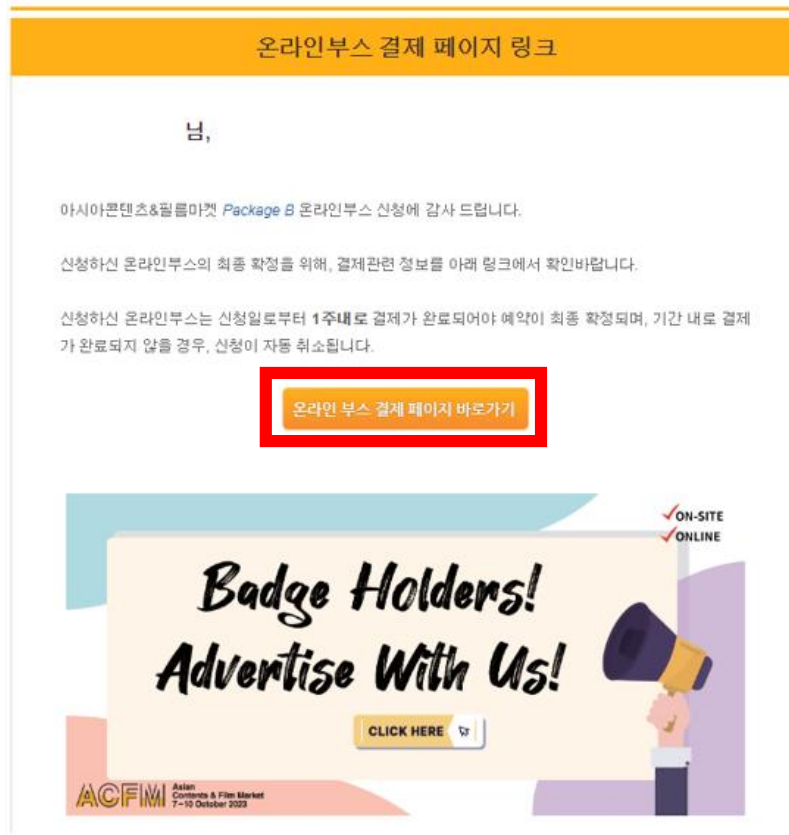 온라인부스 결제 페이지 링크
님,
아시아콘텐츠&필름마켓 Package B 온라인부스 신청에 감사 드립니다.
신청하신 온라인부스의 최종 확정을 위해, 결제관련 정보를 아래 링크에서 확인바랍니다.
신청하신 온라인부스는 신청일로부터 1주내로 결제가 완료되어야 예약이 최종 확정되며, 기간 내로 결제
가 완료되지 않을 경우, 신청이 자동 취소됩니다.
온라인 부스 결제 페이지 바로가기
ON-SITE
ONLINE
Badge Holders!
Advertise With Us!
CLICK HERE
ACFM Asian
Contents & Film Market
7–10 October 2023